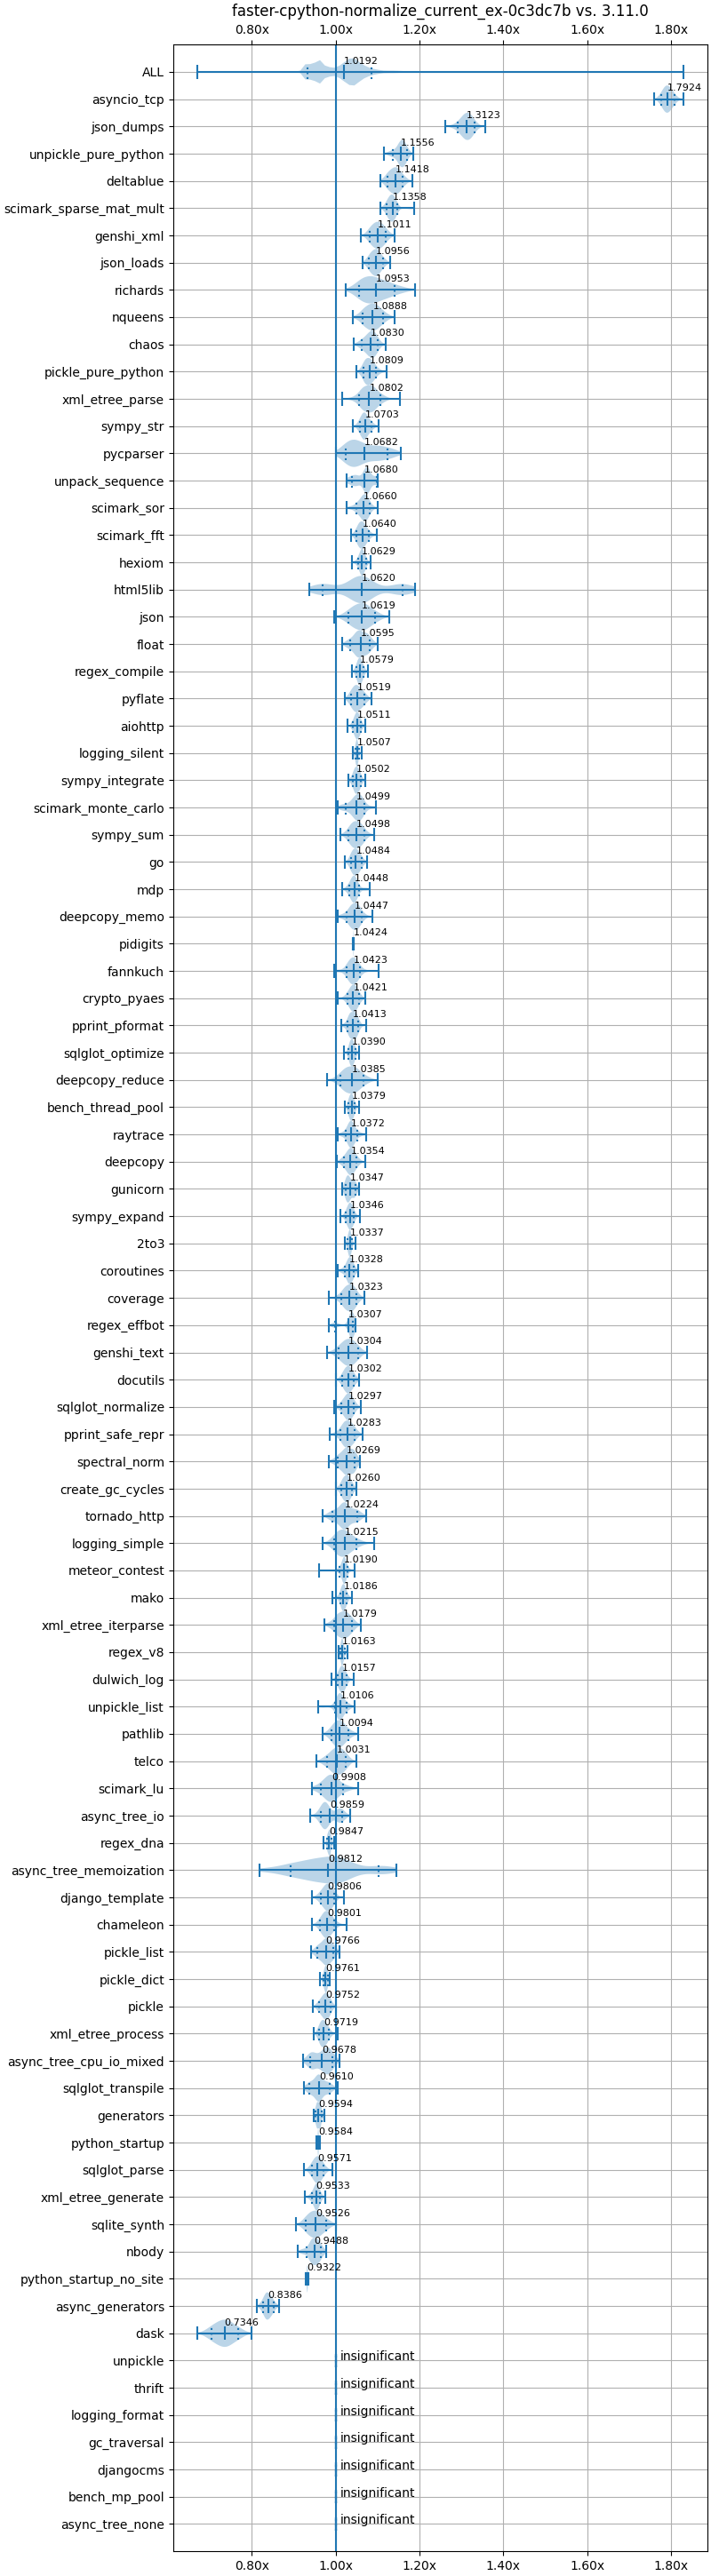 faster-cpython-normalize_current_ex-0c3dc7b vs. 3.11.0
0.80x 1.00x 1.20x 1.40x 1.60x 1.80x
ALL 1.0192
asyncio_tcp 1.7924
json_dumps 1.3123
unpickle_pure_python 1.1556
deltablue 1.1418
scimark_sparse_mat_mult 1.1358
genshi_xml 1.1011
json_loads 1.0956
richards 1.0953
nqueens 1.0888
chaos 1.0830
pickle_pure_python 1.0809
xml_etree_parse 1.0802
sympy_str 1.0703
pycparser 1.0682
unpack_sequence 1.0680
scimark_sor 1.0660
scimark_fft 1.0640
hexiom 1.0629
html5lib 1.0620
json 1.0619
float 1.0595
regex_compile 1.0579
pyflate 1.0519
aiohttp 1.0511
logging_silent 1.0507
sympy_integrate 1.0502
scimark_monte_carlo 1.0499
sympy_sum 1.0498
go 1.0484
mdp 1.0448
deepcopy_memo 1.0447
pidigits 1.0424
fannkuch 1.0423
crypto_pyaes 1.0421
pprint_pformat 1.0413
sqlglot_optimize 1.0390
deepcopy_reduce 1.0385
bench_thread_pool 1.0379
raytrace 1.0372
deepcopy 1.0354
gunicorn 1.0347
sympy_expand 1.0346
2to3 1.0337
coroutines 1.0328
coverage 1.0323
regex_effbot 1.0307
genshi_text 1.0304
docutils 1.0302
sqlglot_normalize 1.0297
pprint_safe_repr 1.0283
spectral_norm 1.0269
create_gc_cycles 1.0260
tornado_http 1.0224
logging_simple 1.0215
meteor_contest 1.0190
mako 1.0186
xml_etree_iterparse 1.0179
regex_v8 1.0163
dulwich_log 1.0157
unpickle_list 1.0106
pathlib 1.0094
telco 1.0031
scimark_lu 0.9908
async_tree_io 0.9859
regex_dna 0.9847
async_tree_memoization 0.9812
django_template 0.9806
chameleon 0.9801
pickle_list 0.9766
pickle_dict 0.9761
pickle 0.9752
xml_etree_process 0.9719
async_tree_cpu_io_mixed 0.9678
sqlglot_transpile 0.9610
generators 0.9594
python_startup 0.9584
sqlglot_parse 0.9571
xml_etree_generate 0.9533
sqlite_synth 0.9526
nbody 0.9488
python_startup_no_site 0.9322
async_generators 0.8386
dask 0.7346
unpickle insignificant
thrift insignificant
logging_format insignificant
gc_traversal insignificant
djangocms insignificant
bench_mp_pool insignificant
async_tree_none insignificant
0.80x 1.00x 1.20x 1.40x 1.60x 1.80x